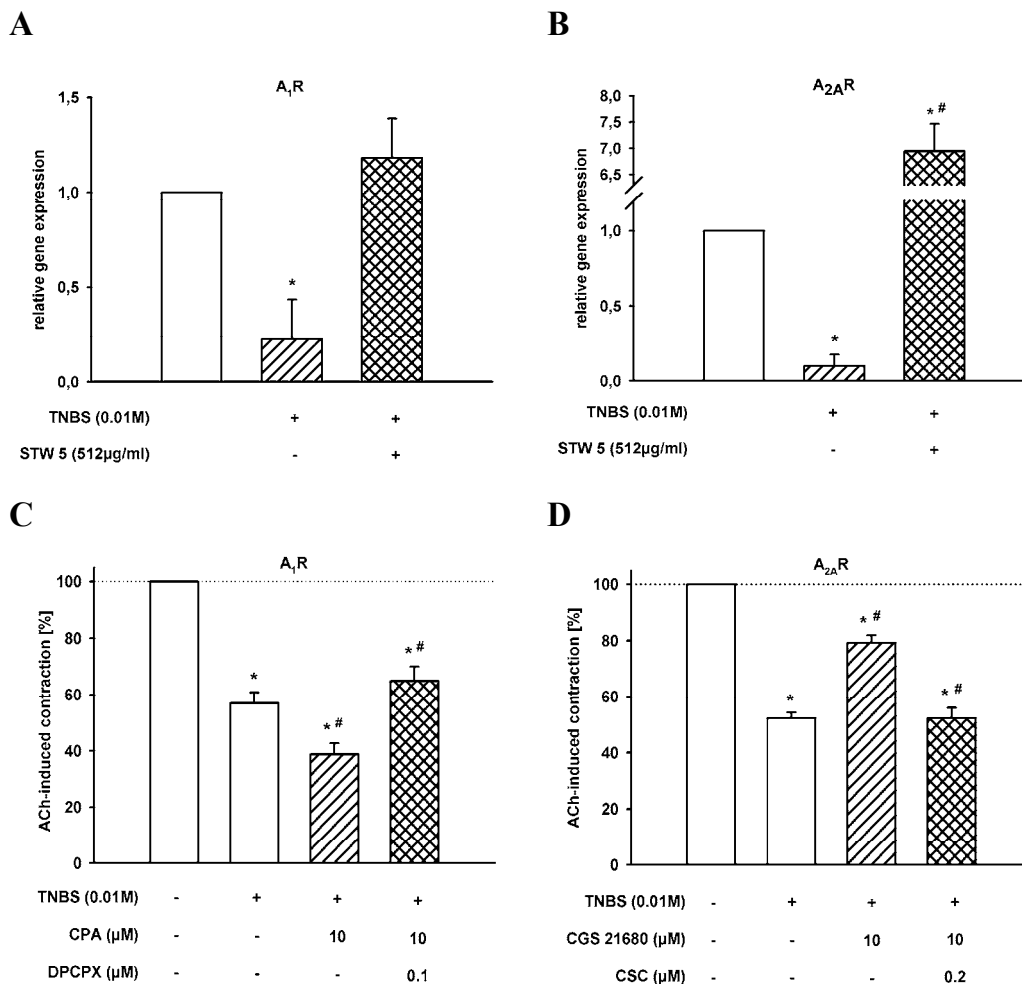 A
A₁R
1,5
1,0
0,5
0,0
relative gene expression
*
TNBS (0.01M) + +
STW 5 (512µg/ml) - +
B
A₂ₐR
8,0
7,5
7,0
6,5
1,0
0,5
0,0
relative gene expression
* * #
TNBS (0.01M) + +
STW 5 (512µg/ml) - +
C
A₁R
100
80
60
40
20
0
ACh-induced contraction [%]
* * # * #
TNBS (0.01M) - + + +
CPA (µM) - - 10 10
DPCPX (µM) - - - 0.1
D
A₂ₐR
100
80
60
40
20
0
ACh-induced contraction [%]
* * # * #
TNBS (0.01M) - + + +
CGS 21680 (µM) - - 10 10
CSC (µM) - - - 0.2